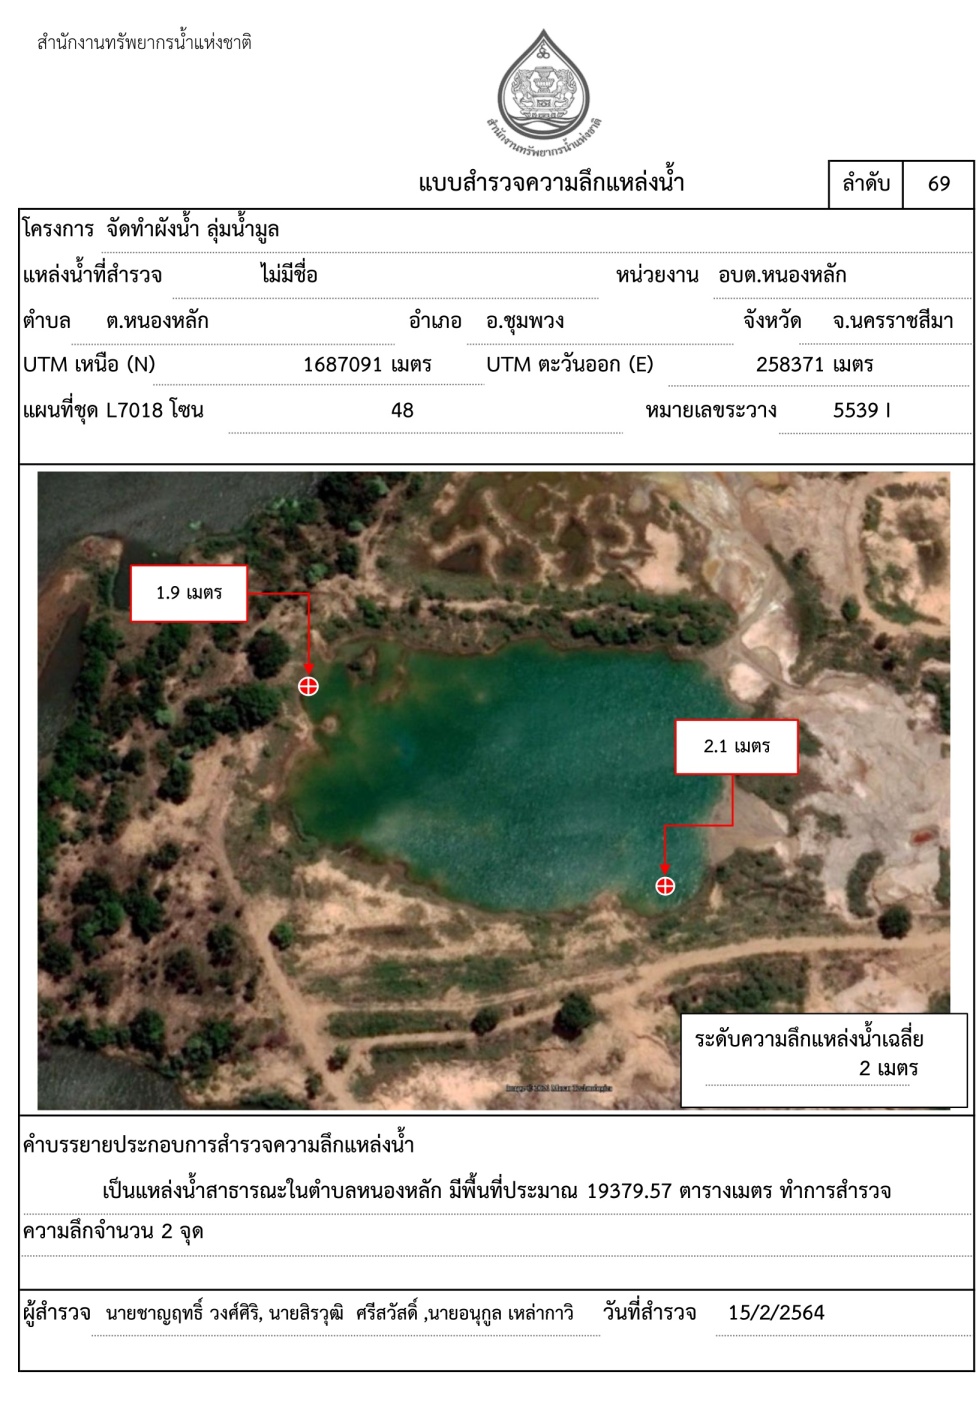 สำนักงานทรัพยากรน้ำแห่งชาติ
สำนักงานทรัพยากรน้ำแห่งชาติ
แบบสำรวจความลึกแหล่งน้ำ
ลำดับ 69
โครงการ จัดทำผังน้ำ ลุ่มน้ำมูล
แหล่งน้ำที่สำรวจ ไม่มีชื่อ หน่วยงาน อบต.หนองหลัก
ตำบล ต.หนองหลัก อำเภอ อ.ชุมพวง จังหวัด จ.นครราชสีมา
UTM เหนือ (N) 1687091 เมตร UTM ตะวันออก (E) 258371 เมตร
แผนที่ชุด L7018 โซน 48 หมายเลขระวาง 5539 I
1.9 เมตร
2.1 เมตร
ระดับความลึกแหล่งน้ำเฉลี่ย
2 เมตร
คำบรรยายประกอบการสำรวจความลึกแหล่งน้ำ
เป็นแหล่งน้ำสาธารณะในตำบลหนองหลัก มีพื้นที่ประมาณ 19379.57 ตารางเมตร ทำการสำรวจ
ความลึกจำนวน 2 จุด
ผู้สำรวจ นายชาญฤทธิ์ วงศ์ศิริ, นายสิรวุฒิ ศรีสวัสดิ์ ,นายอนุกูล เหล่ากาวิ วันที่สำรวจ 15/2/2564